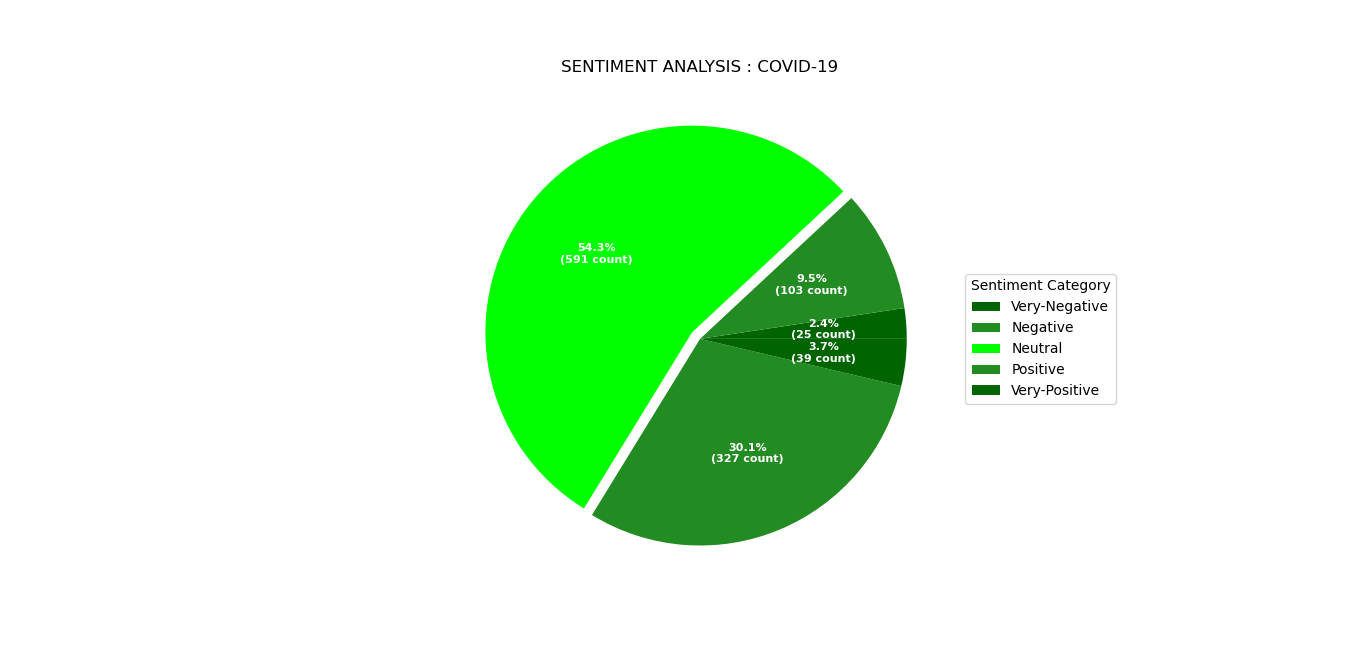 SENTIMENT ANALYSIS : COVID-19
54.3%
(591 count)
9.5%
(103 count)
2.4%
(25 count)
3.7%
(39 count)
30.1%
(327 count)
Sentiment Category
Very-Negative
Negative
Neutral
Positive
Very-Positive